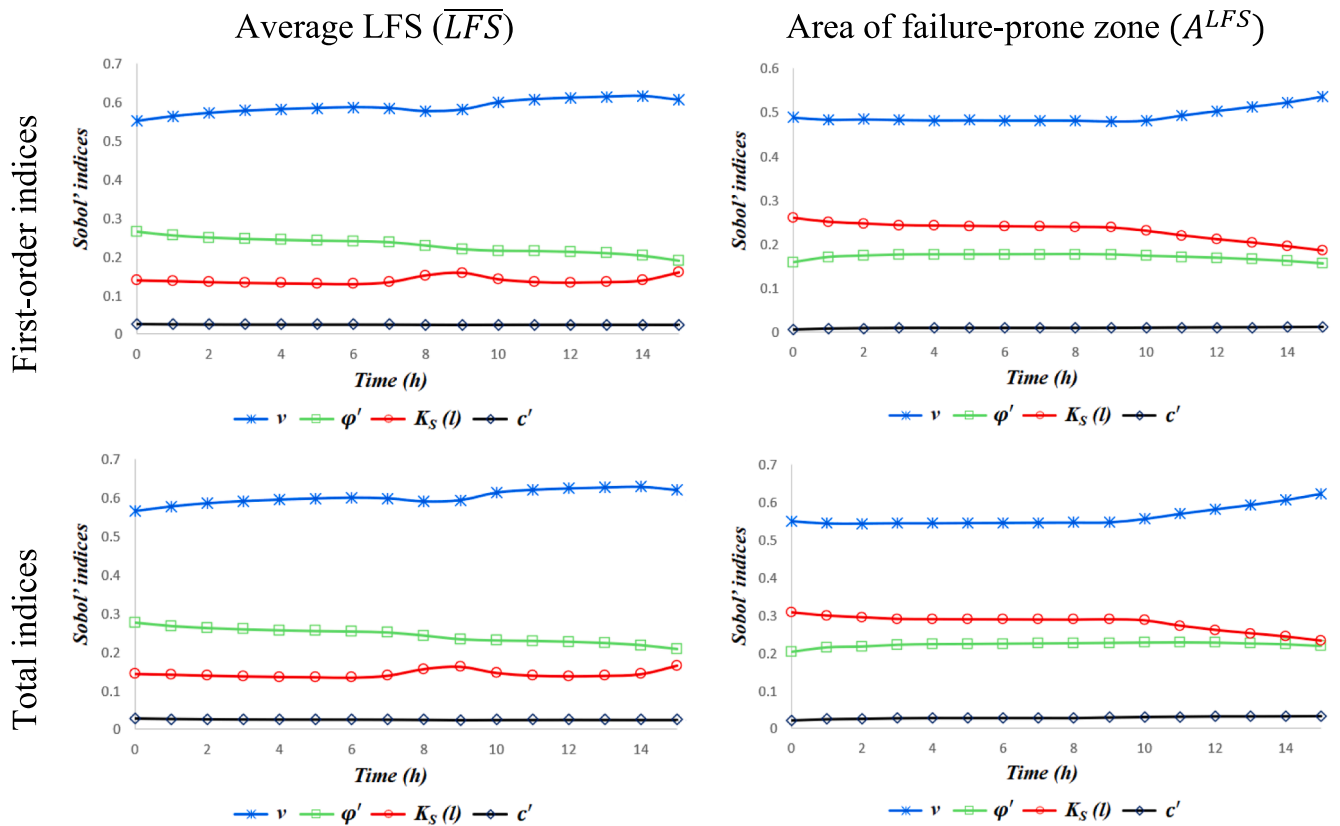 Average LFS (LFS)
Area of failure-prone zone (A^LFS)
First-order indices
Sobol' indices
0.7
0.6
0.5
0.4
0.3
0.2
0.1
0
0 2 4 6 8 10 12 14
Time (h)
v φ' K_S (l) c'
Sobol' indices
0.6
0.5
0.4
0.3
0.2
0.1
0
0 2 4 6 8 10 12 14
Time (h)
v φ' K_S (l) c'
Total indices
Sobol' indices
0.7
0.6
0.5
0.4
0.3
0.2
0.1
0
0 2 4 6 8 10 12 14
Time (h)
v φ' K_S (l) c'
Sobol' indices
0.7
0.6
0.5
0.4
0.3
0.2
0.1
0
0 2 4 6 8 10 12 14
Time (h)
v φ' K_S (l) c'